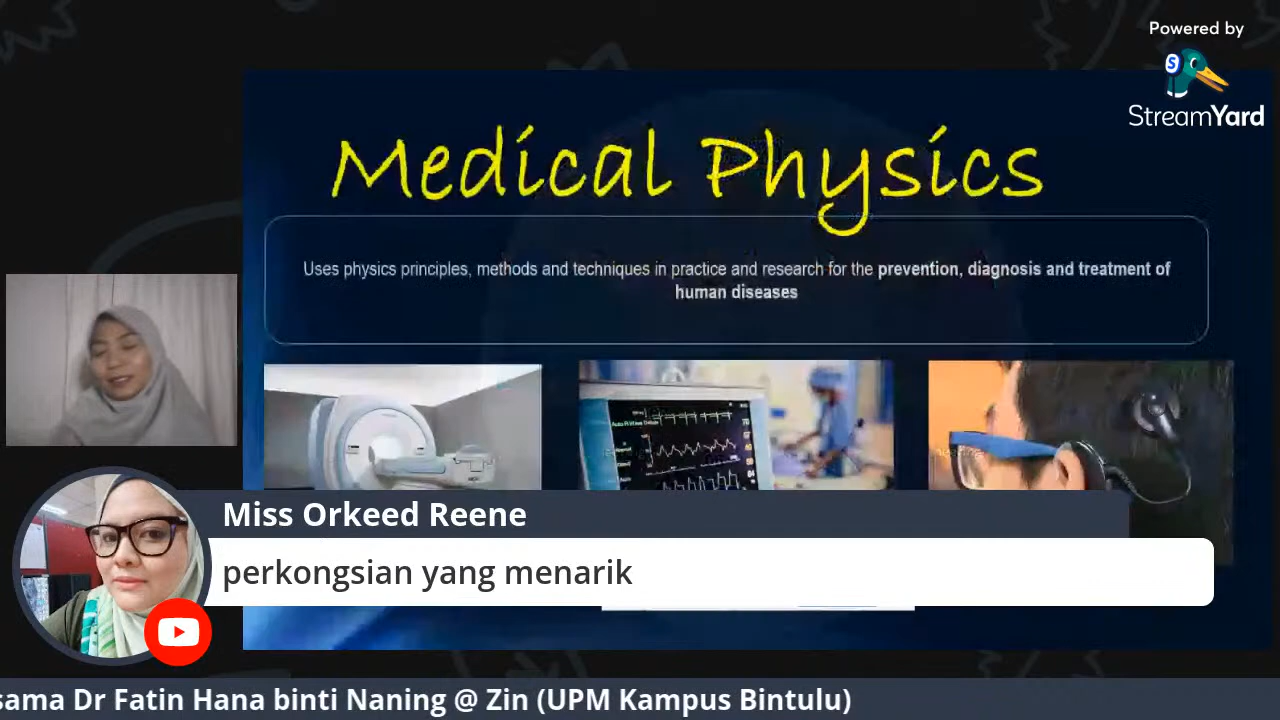 Powered by
StreamYard
Medical Physics
Uses physics principles, methods and techniques in practice and research for the prevention, diagnosis and treatment of
human diseases
Miss Orkeed Reene
perkongsian yang menarik
sama Dr Fatin Hana binti Naning @ Zin (UPM Kampus Bintulu)